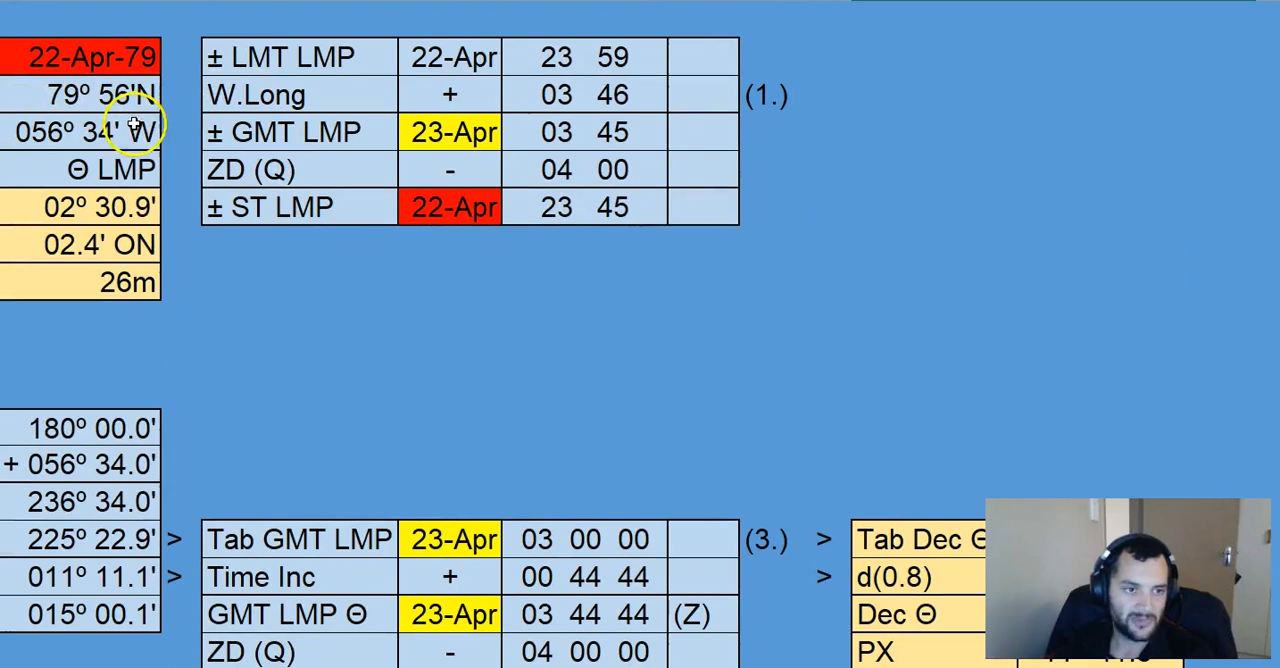 22-Apr-79 ± LMT LMP 22-Apr 23 59
79º 56'N W.Long + 03 46 (1.)
056º 34' W ± GMT LMP 23-Apr 03 45
Θ LMP ZD (Q) - 04 00
02º 30.9' ± ST LMP 22-Apr 23 45
02.4' ON
26m
180º 00.0'
+ 056º 34.0'
236º 34.0'
225º 22.9' > Tab GMT LMP 23-Apr 03 00 00 (3.) > Tab Dec Θ
011º 11.1' > Time Inc + 00 44 44 > d(0.8)
015º 00.1' GMT LMP Θ 23-Apr 03 44 44 (Z) Dec Θ
ZD (Q) - 04 00 00 PX